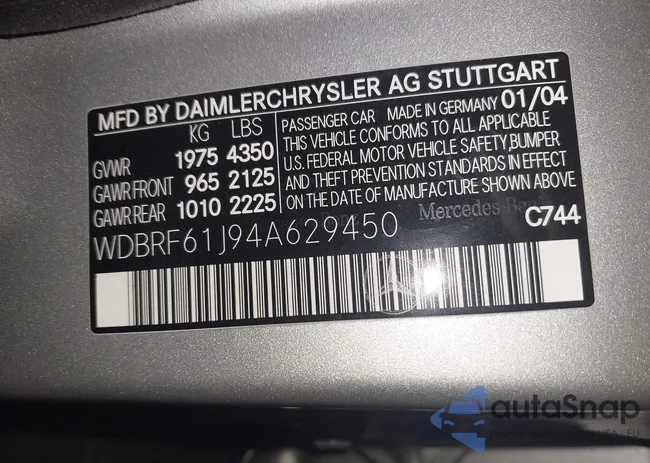 MFD BY DAIMLERCHRYSLER AG STUTTGART
KG LBS
GVWR 1975 4350
GAWR FRONT 965 2125
GAWR REAR 1010 2225
PASSENGER CAR MADE IN GERMANY 01/04
THIS VEHICLE CONFORMS TO ALL APPLICABLE
U.S. FEDERAL MOTOR VEHICLE SAFETY,BUMPER
AND THEFT PREVENTION STANDARDS IN EFFECT
ON THE DATE OF MANUFACTURE SHOWN ABOVE
Mercedes-Benz
C744
WDBRF61J94A629450
autaSnap